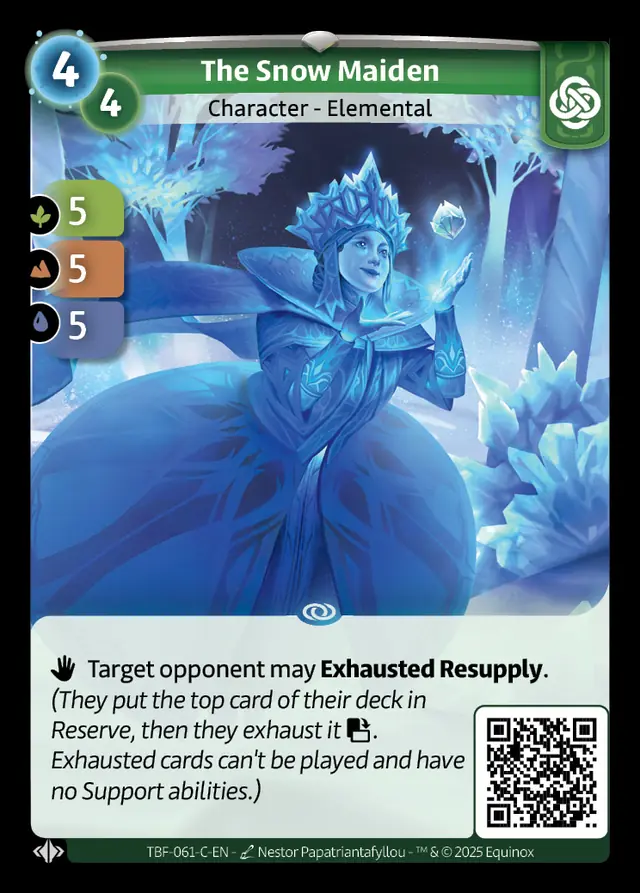 4
4
The Snow Maiden
Character - Elemental
5
5
5
Target opponent may Exhausted Resupply.
(They put the top card of their deck in
Reserve, then they exhaust it .
Exhausted cards can't be played and have
no Support abilities.)
TBF-061-C-EN - Nestor Papatriantafyllou - ™ & © 2025 Equinox